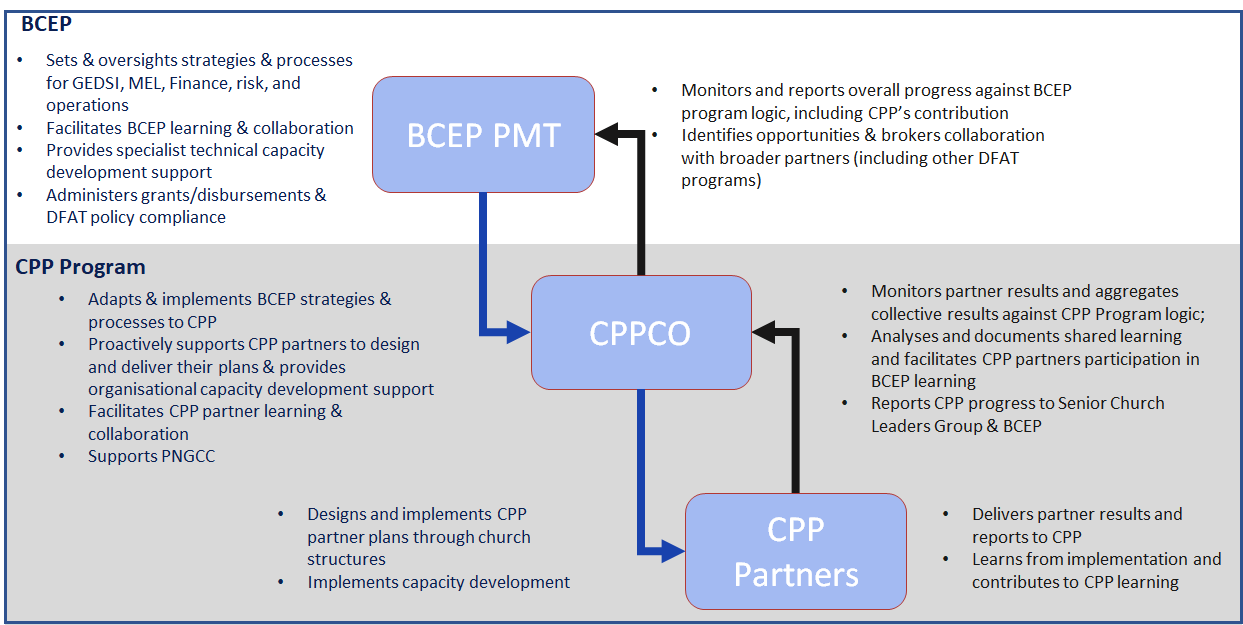 BCEP
• Sets & oversights strategies & processes
for GEDSI, MEL, Finance, risk, and
operations
• Facilitates BCEP learning & collaboration
• Provides specialist technical capacity
development support
• Administers grants/disbursements &
DFAT policy compliance
BCEP PMT
• Monitors and reports overall progress against BCEP
program logic, including CPP’s contribution
• Identifies opportunities & brokers collaboration
with broader partners (including other DFAT
programs)
CPP Program
• Adapts & implements BCEP strategies &
processes to CPP
• Proactively supports CPP partners to design
and deliver their plans & provides
organisational capacity development support
• Facilitates CPP partner learning &
collaboration
• Supports PNGCC
CPPCO
• Monitors partner results and aggregates
collective results against CPP Program logic;
• Analyses and documents shared learning
and facilitates CPP partners participation in
BCEP learning
• Reports CPP progress to Senior Church
Leaders Group & BCEP
• Designs and implements CPP
partner plans through church
structures
• Implements capacity development
CPP
Partners
• Delivers partner results and
reports to CPP
• Learns from implementation and
contributes to CPP learning